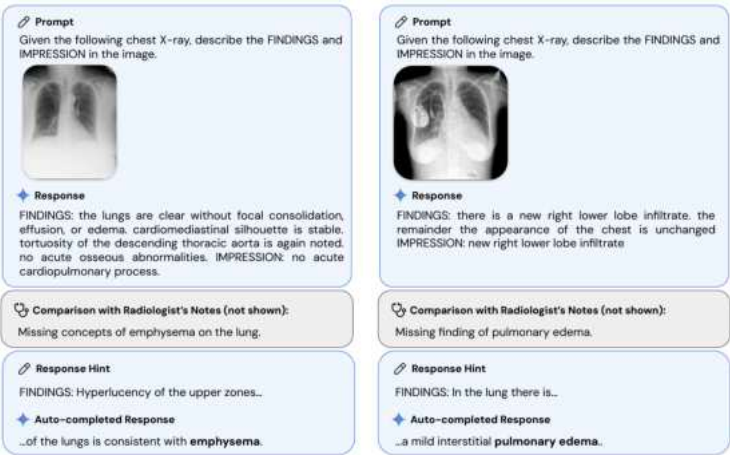 Prompt
Given the following chest X-ray, describe the FINDINGS and
IMPRESSION in the image.
Response
FINDINGS: the lungs are clear without focal consolidation,
effusion, or edema. cardiomediastinal silhouette is stable.
tortuosity of the descending thoracic aorta is again noted.
no acute osseous abnormalities. IMPRESSION: no acute
cardiopulmonary process.
Comparison with Radiologist's Notes (not shown):
Missing concepts of emphysema on the lung.
Response Hint
FINDINGS: Hyperlucency of the upper zones...
Auto-completed Response
...of the lungs is consistent with emphysema.
Prompt
Given the following chest X-ray, describe the FINDINGS and
IMPRESSION in the image.
Response
FINDINGS: there is a new right lower lobe infiltrate. the
remainder the appearance of the chest is unchanged
IMPRESSION: new right lower lobe infiltrate
Comparison with Radiologist's Notes (not shown):
Missing finding of pulmonary edema.
Response Hint
FINDINGS: In the lung there is...
Auto-completed Response
...a mild interstitial pulmonary edema..